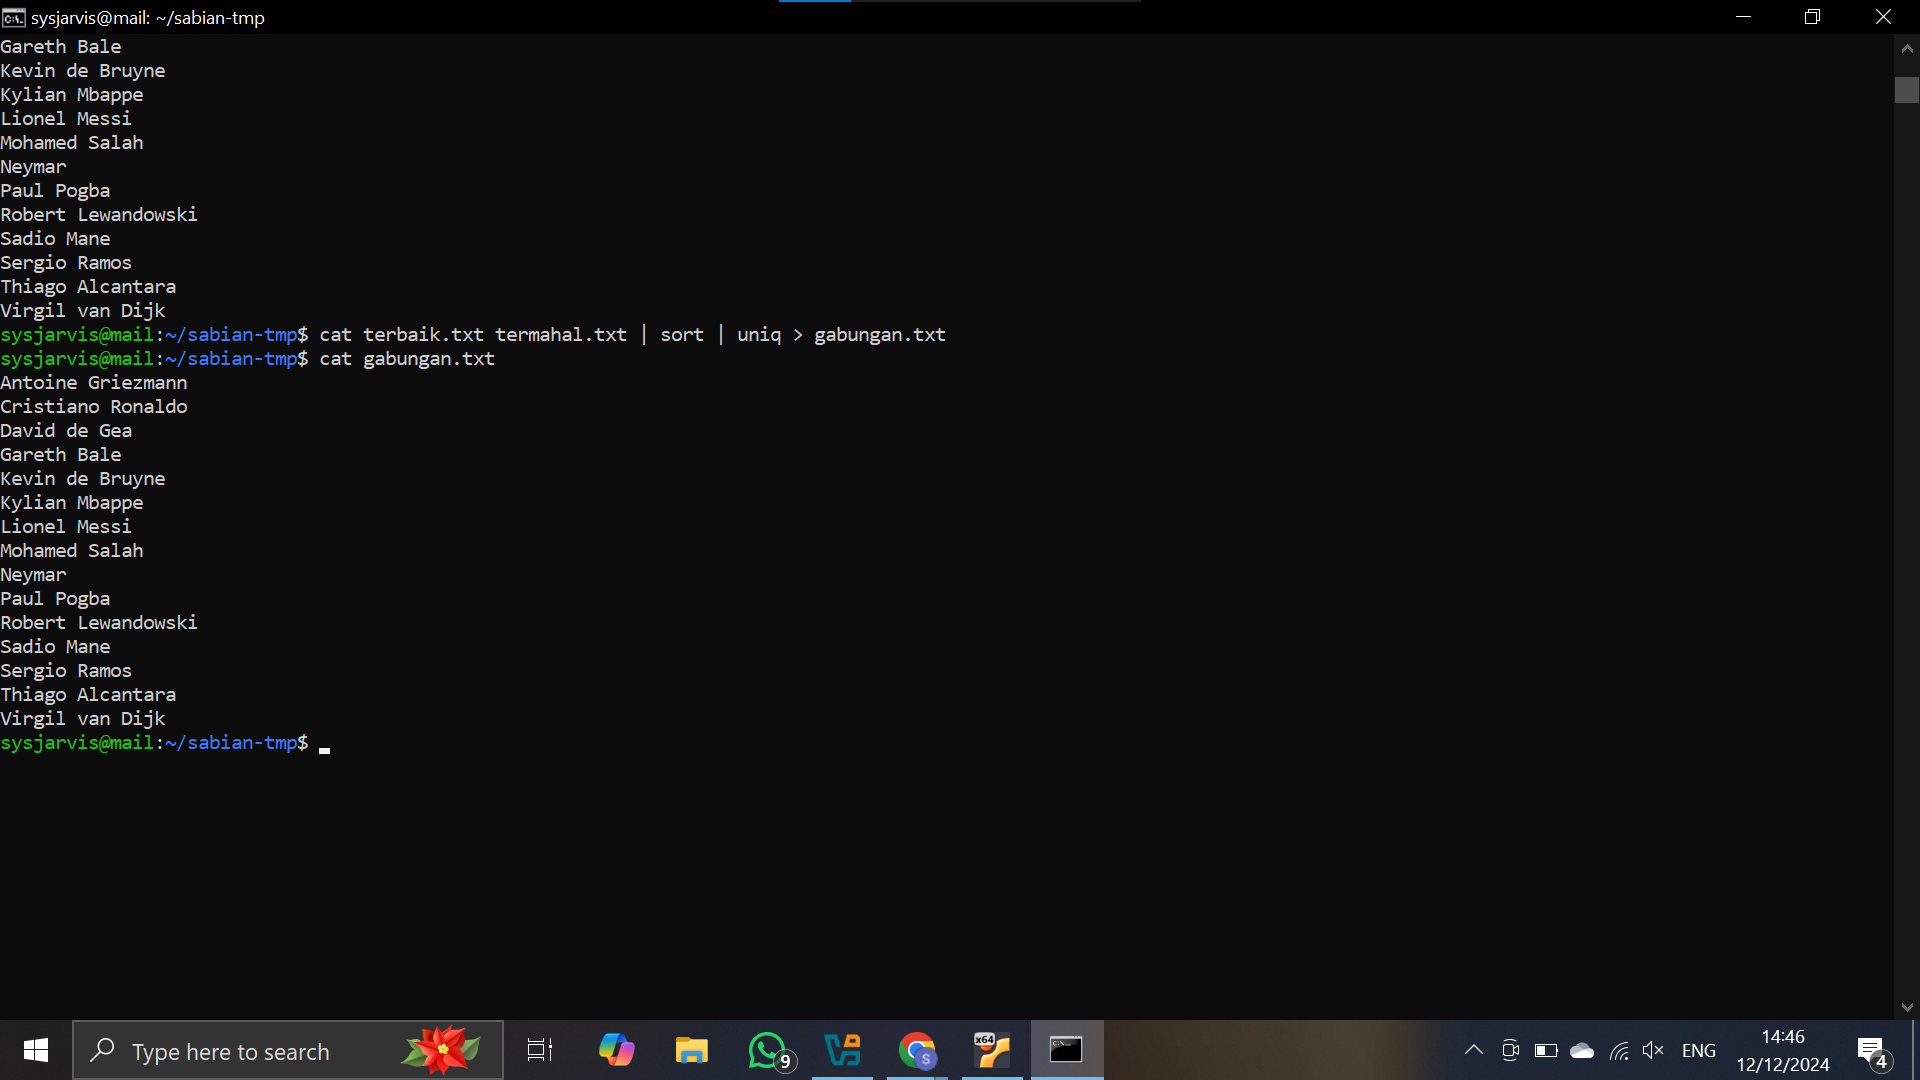 sysjarvis@mail: ~/sabian-tmp
Gareth Bale
Kevin de Bruyne
Kylian Mbappe
Lionel Messi
Mohamed Salah
Neymar
Paul Pogba
Robert Lewandowski
Sadio Mane
Sergio Ramos
Thiago Alcantara
Virgil van Dijk
sysjarvis@mail:~/sabian-tmp$ cat terbaik.txt termahal.txt | sort | uniq > gabungan.txt
sysjarvis@mail:~/sabian-tmp$ cat gabungan.txt
Antoine Griezmann
Cristiano Ronaldo
David de Gea
Gareth Bale
Kevin de Bruyne
Kylian Mbappe
Lionel Messi
Mohamed Salah
Neymar
Paul Pogba
Robert Lewandowski
Sadio Mane
Sergio Ramos
Thiago Alcantara
Virgil van Dijk
sysjarvis@mail:~/sabian-tmp$
Type here to search
9
S
x64
ENG
14:46
12/12/2024
4